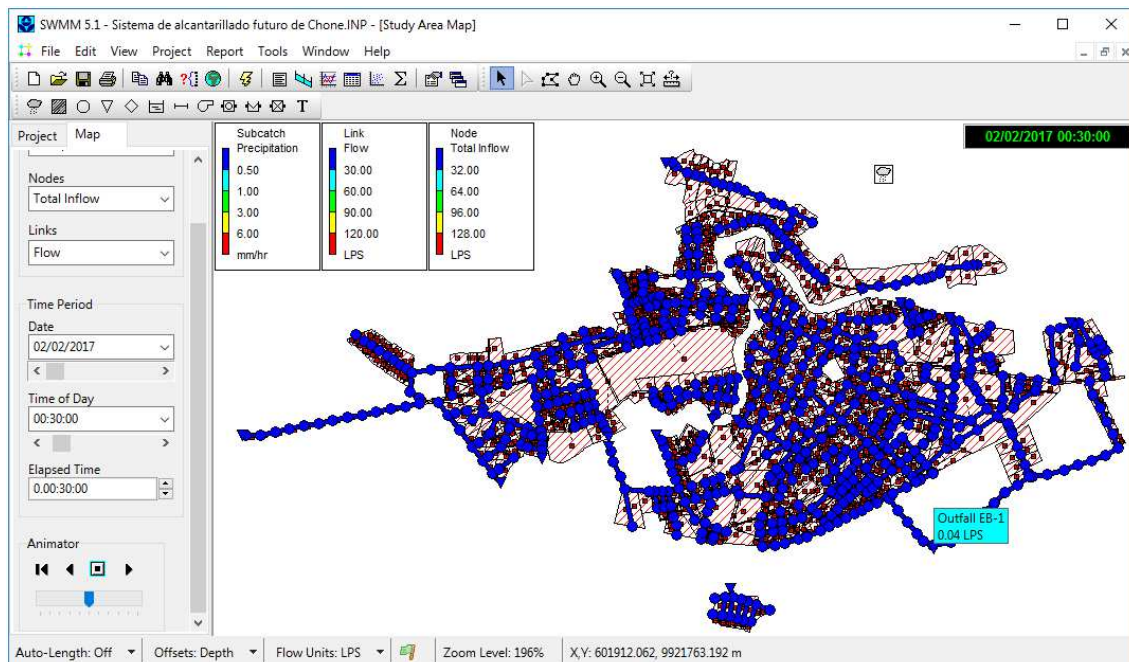 SWMM 5.1 - Sistema de alcantarillado futuro de Chone.INP - [Study Area Map]
File Edit View Project Report Tools Window Help
Project Map
Nodes
Total Inflow
Links
Flow
Time Period
Date
02/02/2017
Time of Day
00:30:00
Elapsed Time
0.00:30:00
Animator
Subcatch
Precipitation
0.50
1.00
3.00
6.00
mm/hr
Link
Flow
30.00
60.00
90.00
120.00
LPS
Node
Total Inflow
32.00
64.00
96.00
128.00
LPS
02/02/2017 00:30:00
Outfall EB-1
0.04 LPS
Auto-Length: Off Offsets: Depth Flow Units: LPS Zoom Level: 196% X,Y: 601912.062, 9921763.192 m